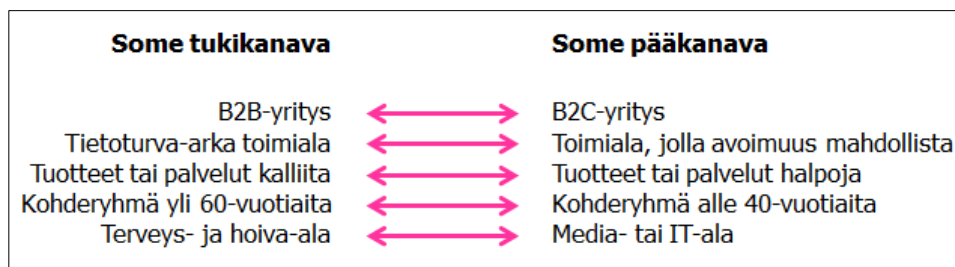 Some tukikanava Some pääkanava
B2B-yritys B2C-yritys
Tietoturva-arka toimiala Toimiala, jolla avoimuus mahdollista
Tuotteet tai palvelut kalliita Tuotteet tai palvelut halpoja
Kohderyhmä yli 60-vuotiaita Kohderyhmä alle 40-vuotiaita
Terveys- ja hoiva-ala Media- tai IT-ala